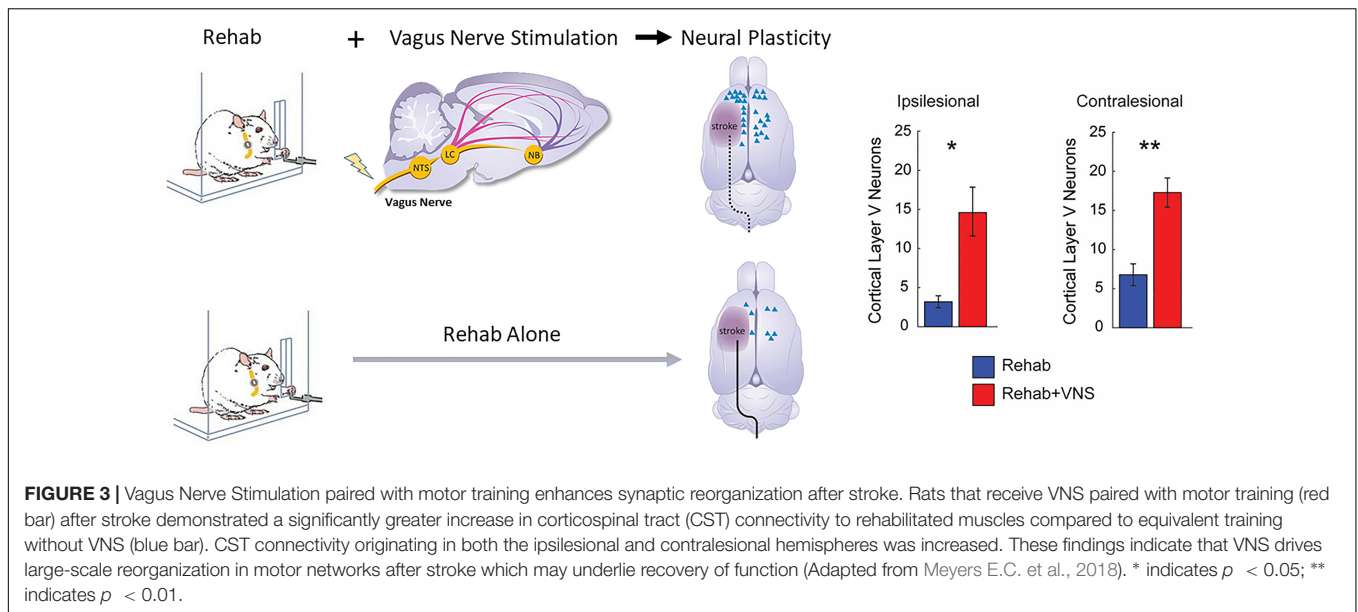 Rehab + Vagus Nerve Stimulation Neural Plasticity
NTS
LC
NB
Vagus Nerve
stroke
Ipsilesional
Cortical Layer V Neurons
25
20
15
10
5
0
*
Contralesional
Cortical Layer V Neurons
25
20
15
10
5
0
**
Rehab Alone
stroke
Rehab
Rehab+VNS
FIGURE 3 | Vagus Nerve Stimulation paired with motor training enhances synaptic reorganization after stroke. Rats that receive VNS paired with motor training (red
bar) after stroke demonstrated a significantly greater increase in corticospinal tract (CST) connectivity to rehabilitated muscles compared to equivalent training
without VNS (blue bar). CST connectivity originating in both the ipsilesional and contralesional hemispheres was increased. These findings indicate that VNS drives
large-scale reorganization in motor networks after stroke which may underlie recovery of function (Adapted from Meyers E.C. et al., 2018). * indicates p < 0.05; **
indicates p < 0.01.